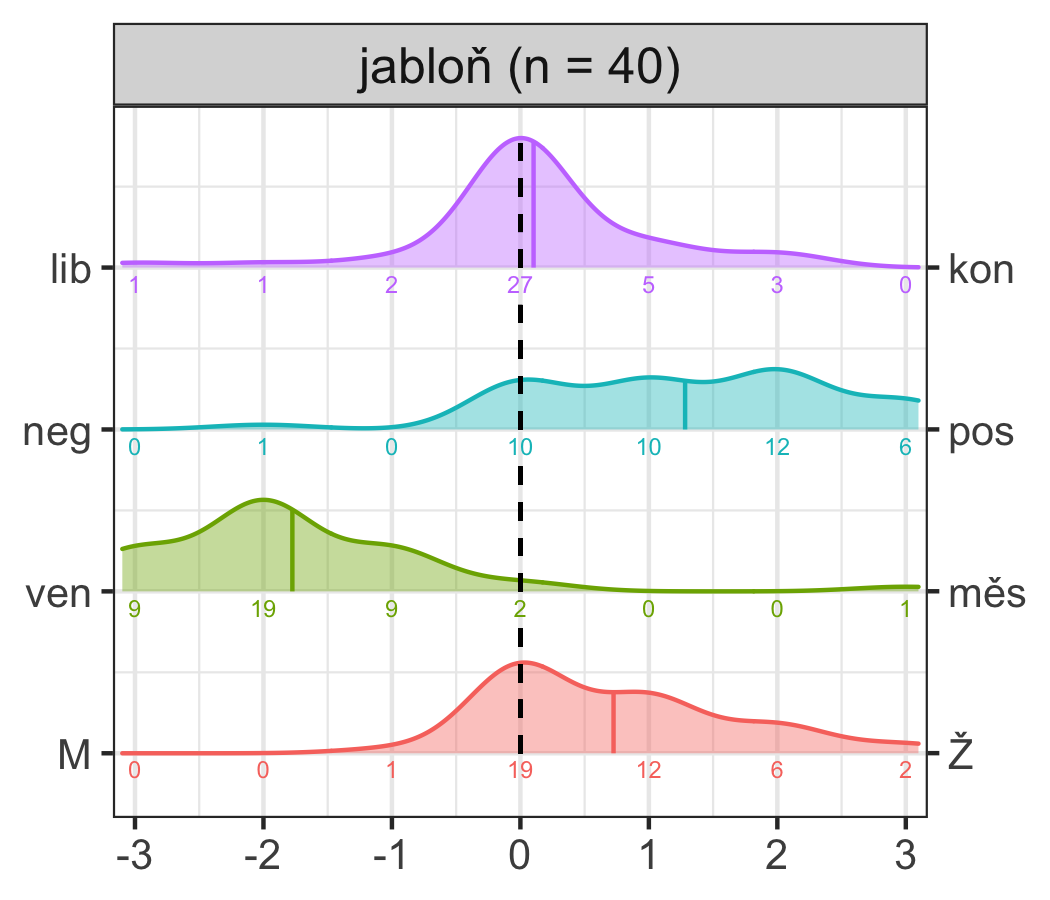 jabloň (n = 40)
lib kon
1 1 2 27 5 3 0
neg pos
0 1 0 10 10 12 6
ven měs
9 19 9 2 0 0 1
M Ž
0 0 1 19 12 6 2
-3 -2 -1 0 1 2 3